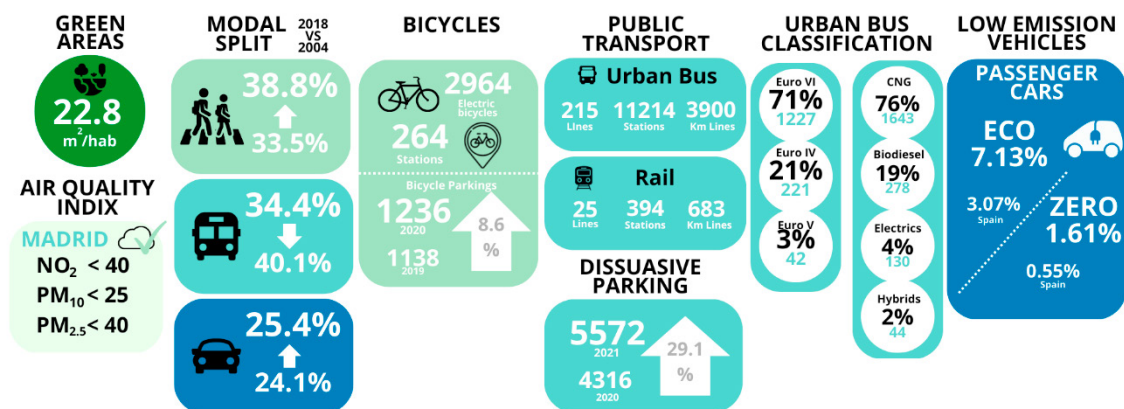 GREEN
AREAS
22.8
m²/hab
AIR QUALITY
INDIX
MADRID
NO₂ < 40
PM₁₀ < 25
PM₂.₅ < 40
MODAL
SPLIT
2018
VS
2004
38.8%
33.5%
34.4%
40.1%
25.4%
24.1%
BICYCLES
2964
Electric
bicycles
264
Stations
Bicycle Parkings
1236
2020
1138
2019
8.6
%
PUBLIC
TRANSPORT
Urban Bus
215 11214 3900
Lines Stations Km Lines
Rail
25 394 683
Lines Stations Km Lines
DISSUASIVE
PARKING
5572
2021
4316
2020
29.1
%
URBAN BUS
CLASSIFICATION
Euro VI
71%
1227
Euro IV
21%
221
Euro V
3%
42
CNG
76%
1643
Biodiesel
19%
278
Electrics
4%
130
Hybrids
2%
44
LOW EMISSION
VEHICLES
PASSENGER
CARS
ECO
7.13%
3.07%
Spain
ZERO
1.61%
0.55%
Spain